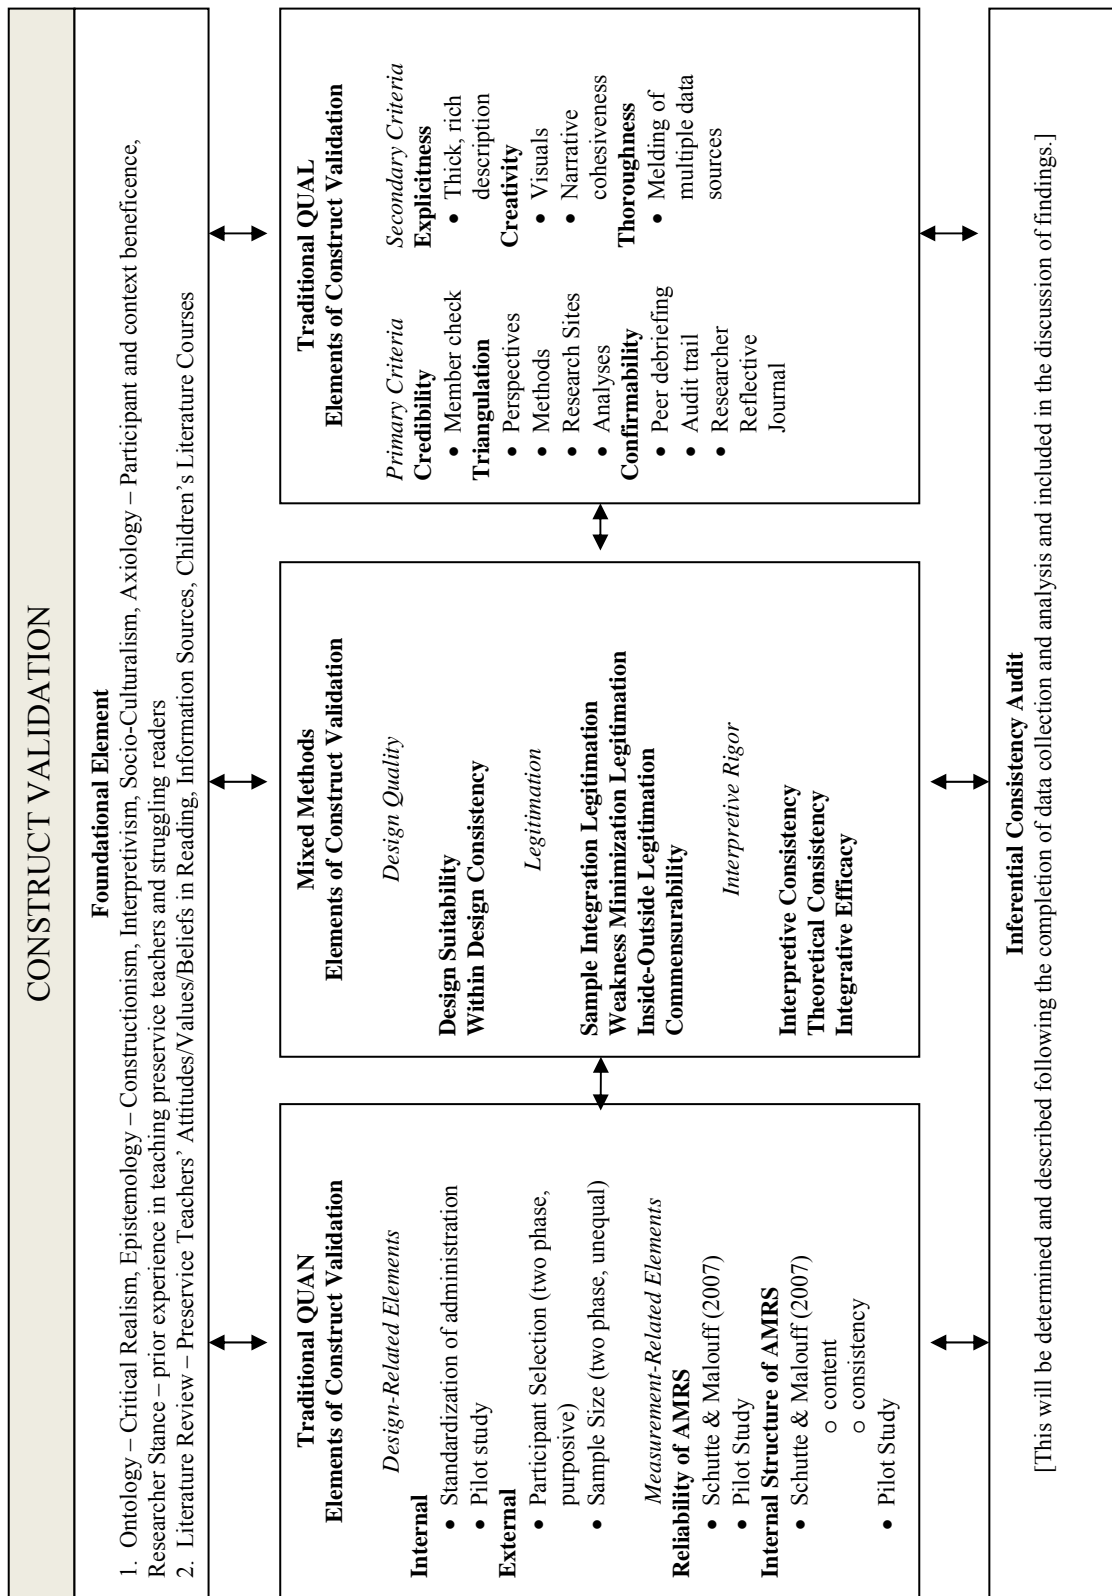 CONSTRUCT VALIDATION
Foundational Element
1. Ontology – Critical Realism, Epistemology – Constructionism, Interpretivism, Socio-Culturalism, Axiology – Participant and context beneficence,
Researcher Stance – prior experience in teaching preservice teachers and struggling readers
2. Literature Review – Preservice Teachers’ Attitudes/Values/Beliefs in Reading, Information Sources, Children’s Literature Courses
Traditional QUAN
Elements of Construct Validation
Design-Related Elements
Internal
• Standardization of administration
• Pilot study
External
• Participant Selection (two phase,
purposive)
• Sample Size (two phase, unequal)
Measurement-Related Elements
Reliability of AMRS
• Schutte & Malouff (2007)
• Pilot Study
Internal Structure of AMRS
• Schutte & Malouff (2007)
o content
o consistency
• Pilot Study
Mixed Methods
Elements of Construct Validation
Design Quality
Design Suitability
Within Design Consistency
Legitimation
Sample Integration Legitimation
Weakness Minimization Legitimation
Inside-Outside Legitimation
Commensurability
Interpretive Rigor
Interpretive Consistency
Theoretical Consistency
Integrative Efficacy
Traditional QUAL
Elements of Construct Validation
Primary Criteria
Credibility
• Member check
Triangulation
• Perspectives
• Methods
• Research Sites
• Analyses
Confirmability
• Peer debriefing
• Audit trail
• Researcher
Reflective
Journal
Secondary Criteria
Explicitness
• Thick, rich
description
Creativity
• Visuals
• Narrative
cohesiveness
Thoroughness
• Melding of
multiple data
sources
Inferential Consistency Audit
[This will be determined and described following the completion of data collection and analysis and included in the discussion of findings.]